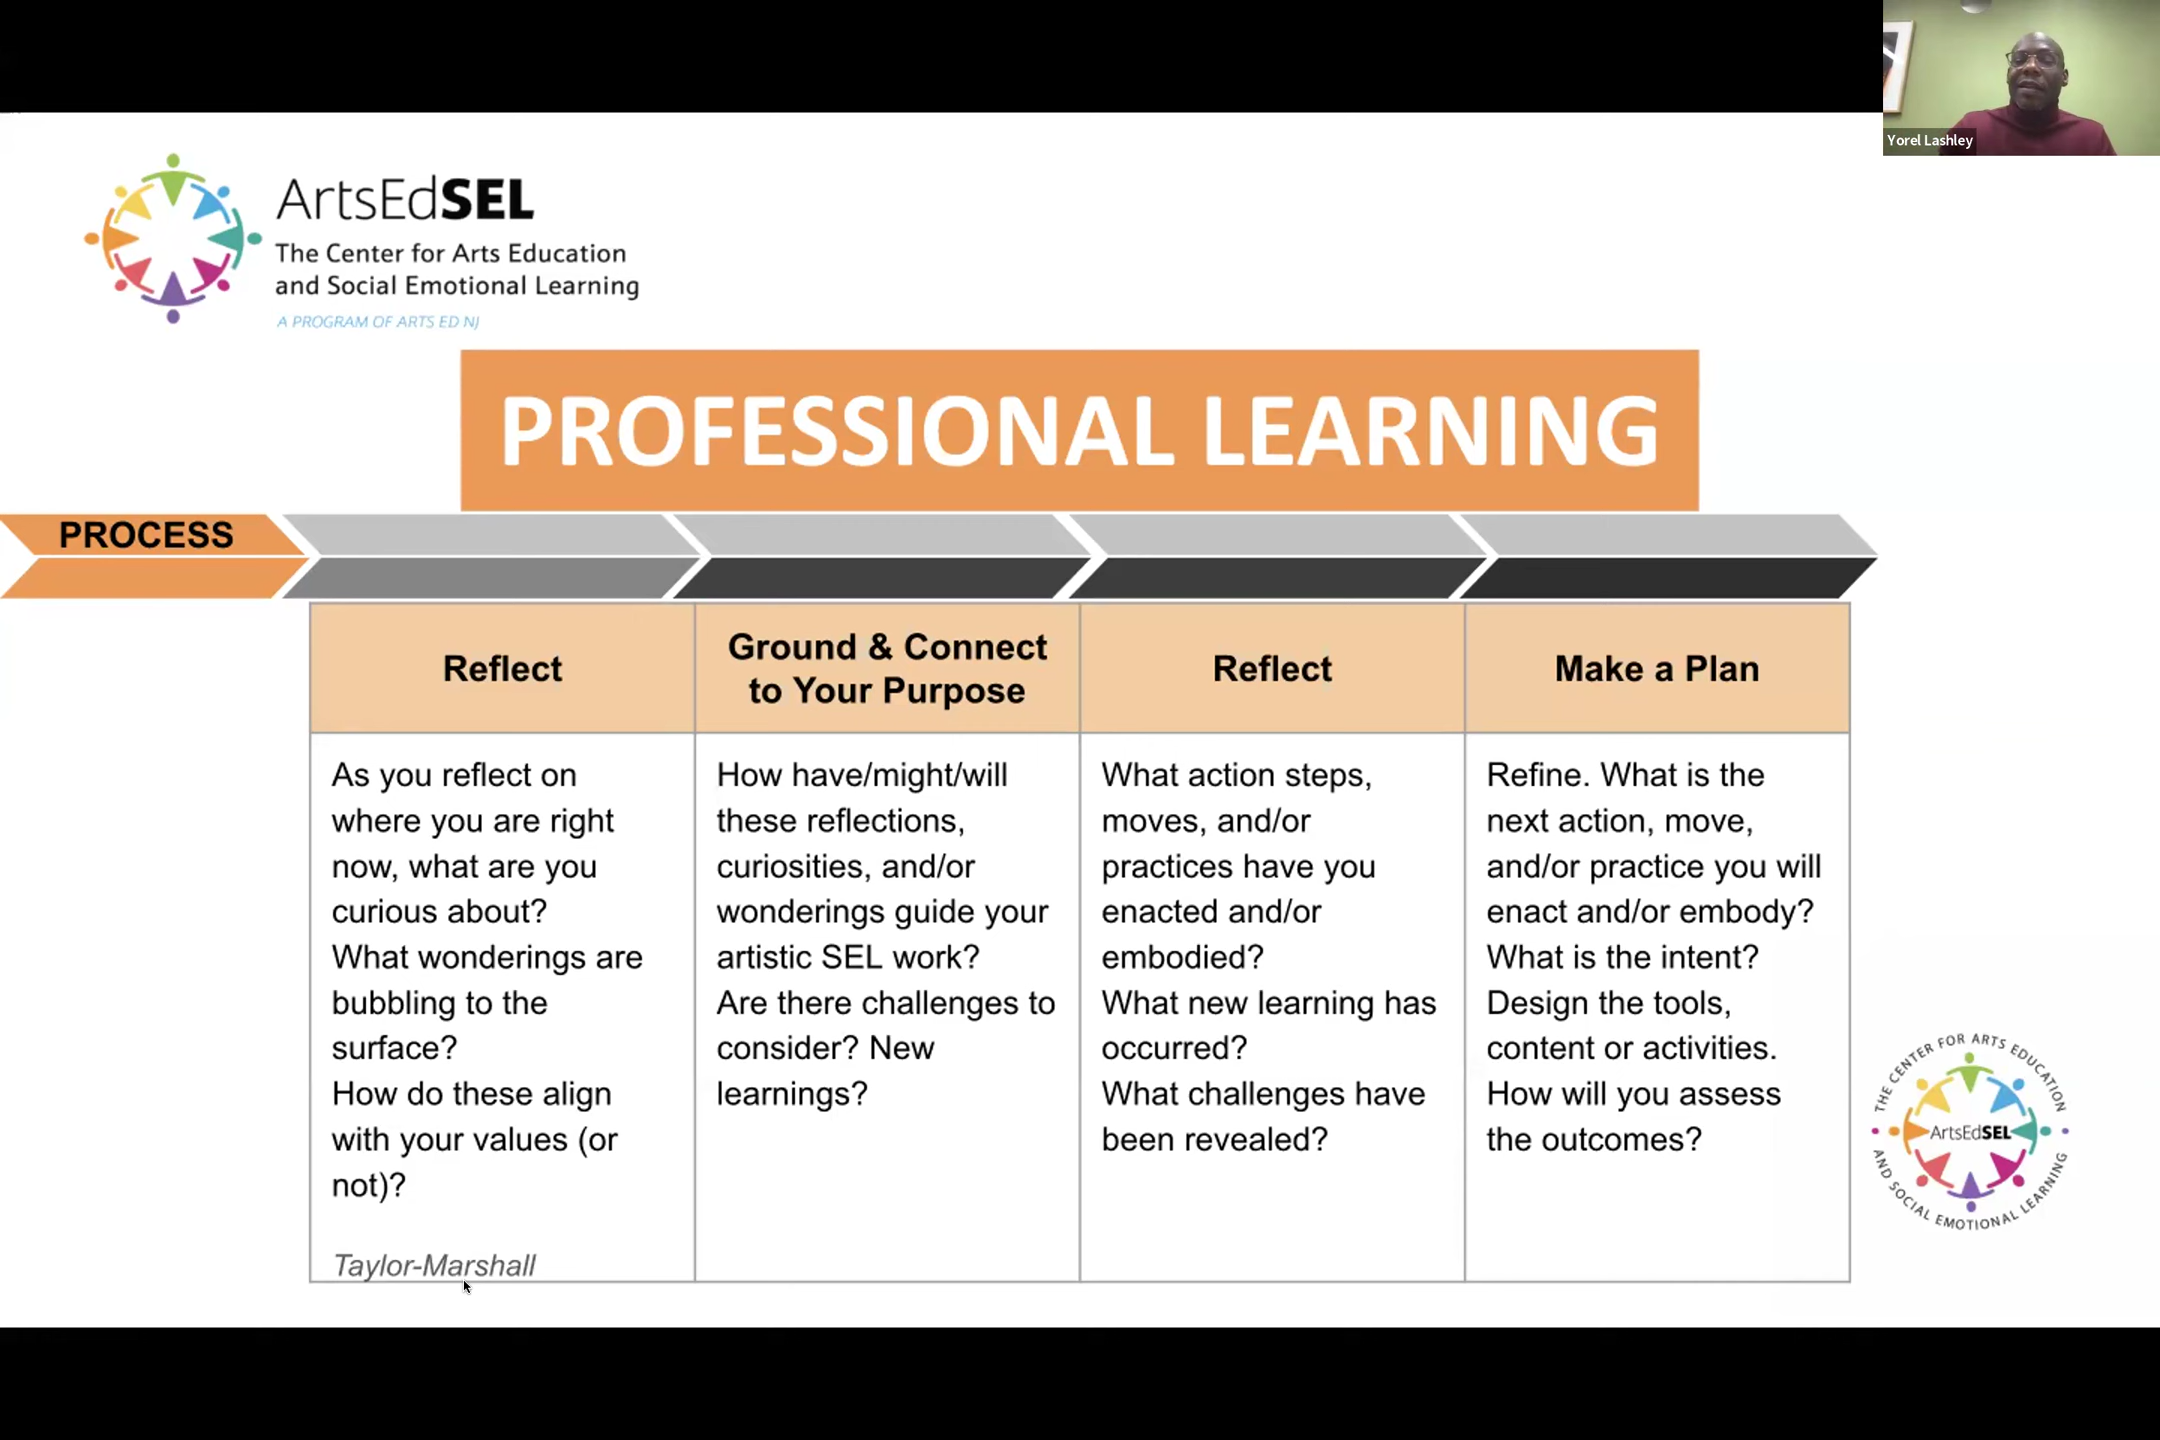 Yorel Lashley
ArtsEdSEL
The Center for Arts Education
and Social Emotional Learning
A PROGRAM OF ARTS ED NJ
PROFESSIONAL LEARNING
PROCESS
Reflect
As you reflect on
where you are right
now, what are you
curious about?
What wonderings are
bubbling to the
surface?
How do these align
with your values (or
not)?
Taylor-Marshall
Ground & Connect
to Your Purpose
How have/might/will
these reflections,
curiosities, and/or
wonderings guide your
artistic SEL work?
Are there challenges to
consider? New
learnings?
Reflect
What action steps,
moves, and/or
practices have you
enacted and/or
embodied?
What new learning has
occurred?
What challenges have
been revealed?
Make a Plan
Refine. What is the
next action, move,
and/or practice you will
enact and/or embody?
What is the intent?
Design the tools,
content or activities.
How will you assess
the outcomes?
THE CENTER FOR ARTS EDUCATION
ArtsEdSEL
AND SOCIAL EMOTIONAL LEARNING